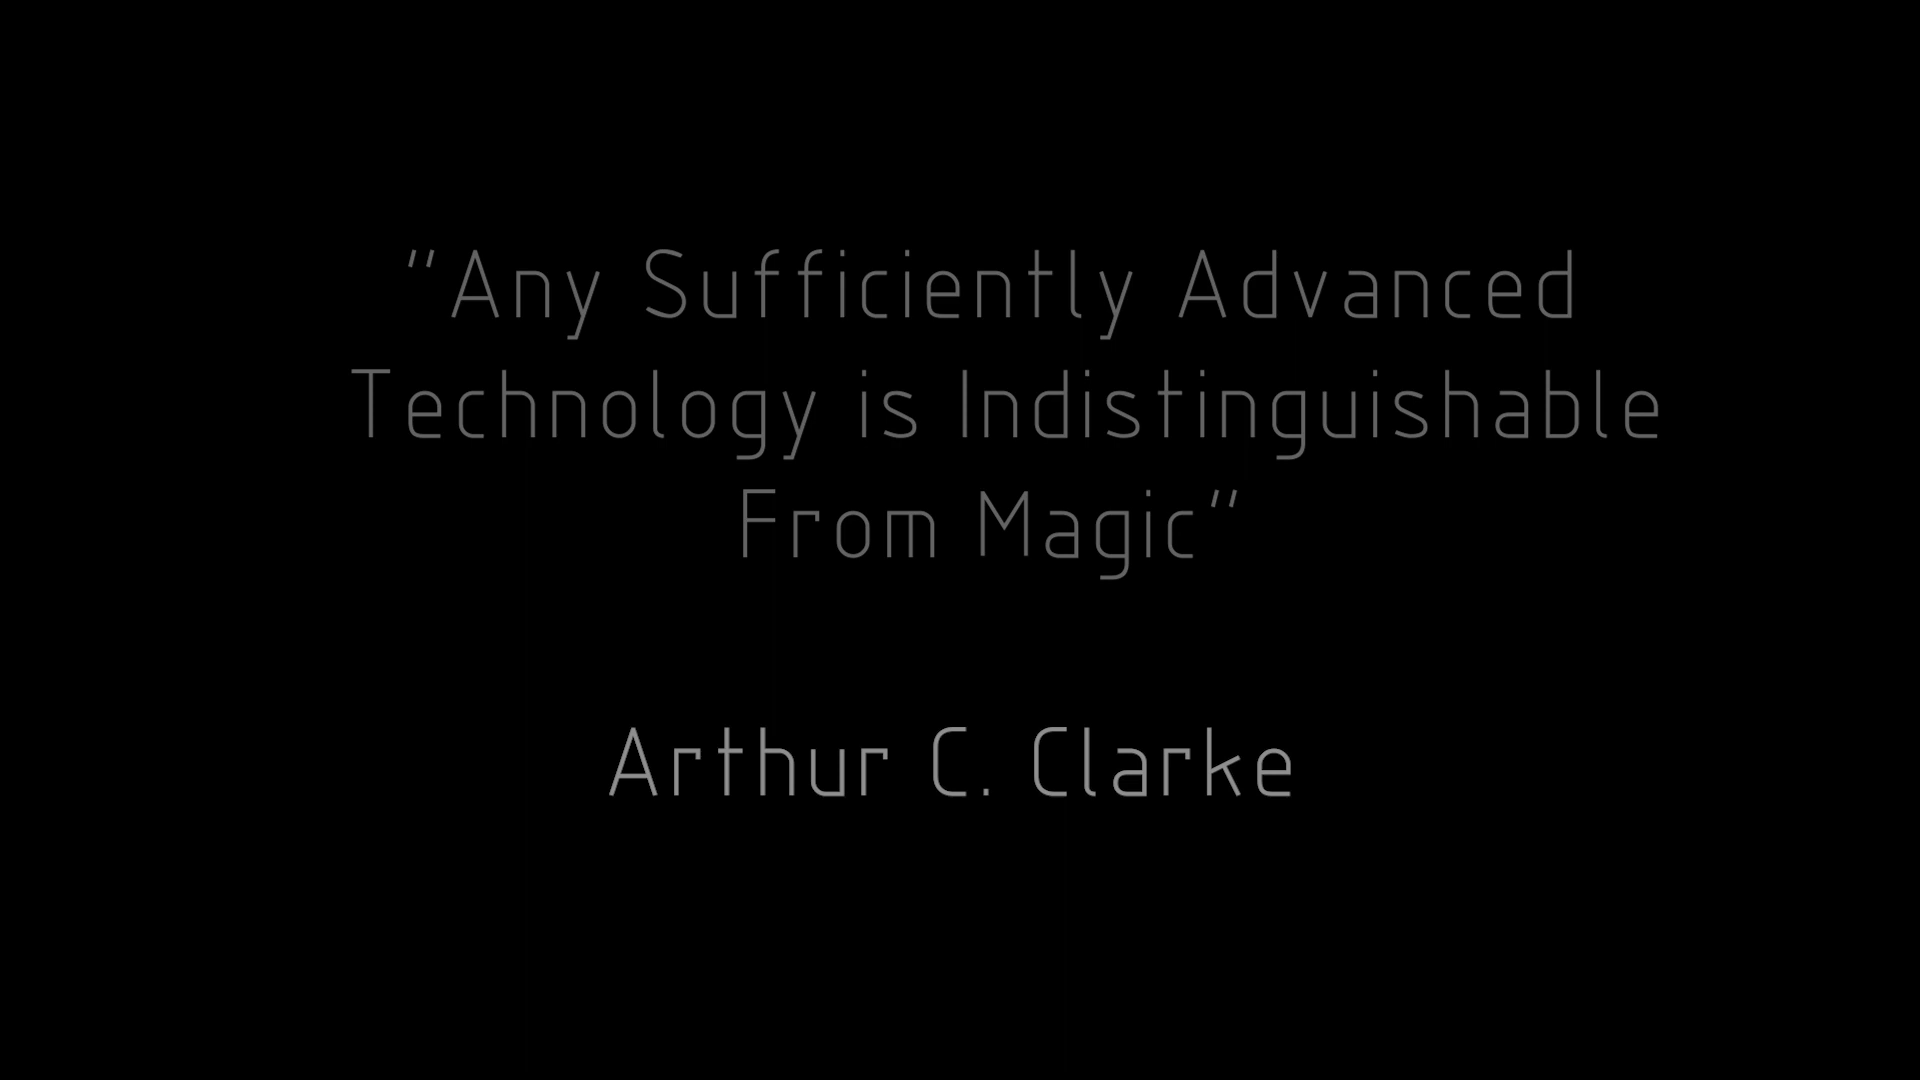 "Any Sufficiently Advanced
Technology is Indistinguishable
From Magic"
Arthur C. Clarke